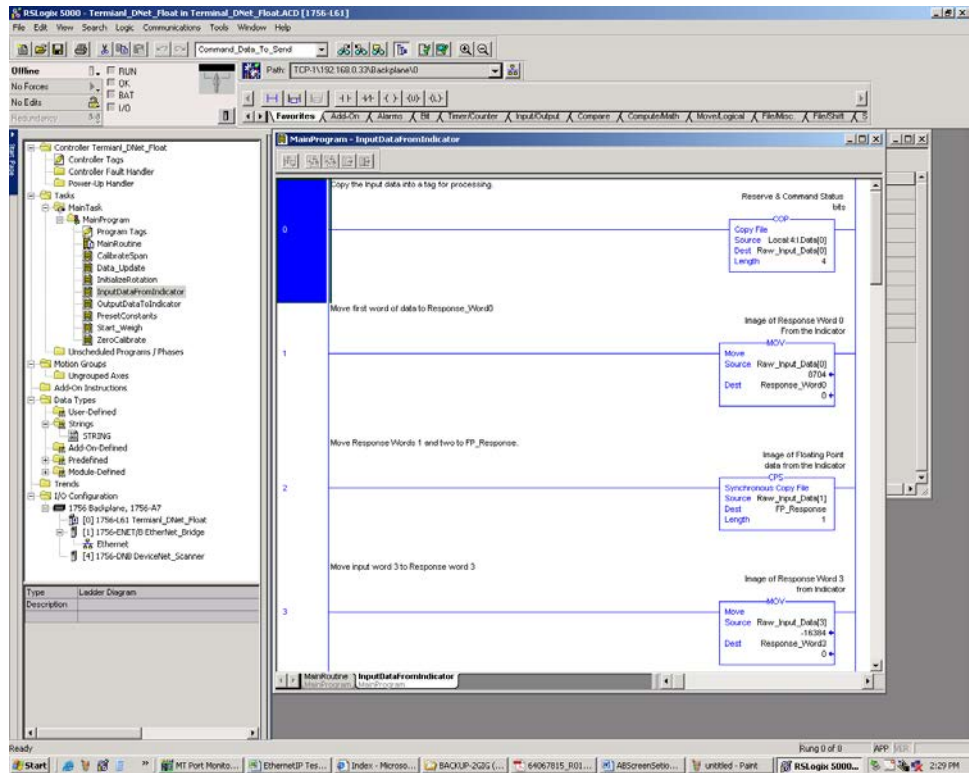 RSLogix 5000 - Termianl_DNet_Float in Terminal_DNet_Float.ACD [1756-L61]
File Edit View Search Logic Communications Tools Window Help
Command_Data_To_Send
Offline
RUN
No Forces
OK
No Edits
BAT
Redundancy
I/O
Path: TCP-1\192.168.0.33\Backplane\0
Favorites Add-On Alarms Bit Timer/Counter Input/Output Compare Compute/Math Move/Logical File/Misc. File/Shift S
Start Page
Controller Termianl_DNet_Float
Controller Tags
Controller Fault Handler
Power-Up Handler
Tasks
MainTask
MainProgram
Program Tags
MainRoutine
CalibrateSpan
Data_Update
InitializeRotation
InputDataFromIndicator
OutputDataToIndicator
PresetConstants
Start_Weigh
ZeroCalibrate
Unscheduled Programs / Phases
Motion Groups
Ungrouped Axes
Add-On Instructions
Data Types
User-Defined
Strings
STRING
Add-On-Defined
Predefined
Module-Defined
Trends
I/O Configuration
1756 Backplane, 1756-A7
[0] 1756-L61 Termianl_DNet_Float
[1] 1756-ENET/B EtherNet_Bridge
Ethernet
[4] 1756-DNB DeviceNet_Scanner
Type Ladder Diagram
Description
MainProgram - InputDataFromIndicator
Copy the Input data into a tag for processing.
Reserve & Command Status
bits
COP
0
Copy File
Source Local:4:I.Data[0]
Dest Raw_Input_Data[0]
Length 4
Move first word of data to Response_Word0
Image of Response Word 0
From the Indicator
MOV
1
Move
Source Raw_Input_Data[0]
8704
Dest Response_Word0
0
Move Response Words 1 and two to FP_Response.
Image of Floating Point
data from the Indicator
CPS
2
Synchronous Copy File
Source Raw_Input_Data[1]
Dest FP_Response
Length 1
Move input word 3 to Response word 3
Image of Response Word 3
from Indicator
MOV
3
Move
Source Raw_Input_Data[3]
-16384
Dest Response_Word3
0
MainRoutine
MainProgram
InputDataFromIndicator
MainProgram
Ready
Rung 0 of 8
APP
VER
Start
MT Port Monito...
EthernetIP Tes...
Index - Microso...
BACKUP-2G2G (...
64067815_R01...
ABScreenSetio...
untitled - Paint
RSLogix 5000...
2:29 PM